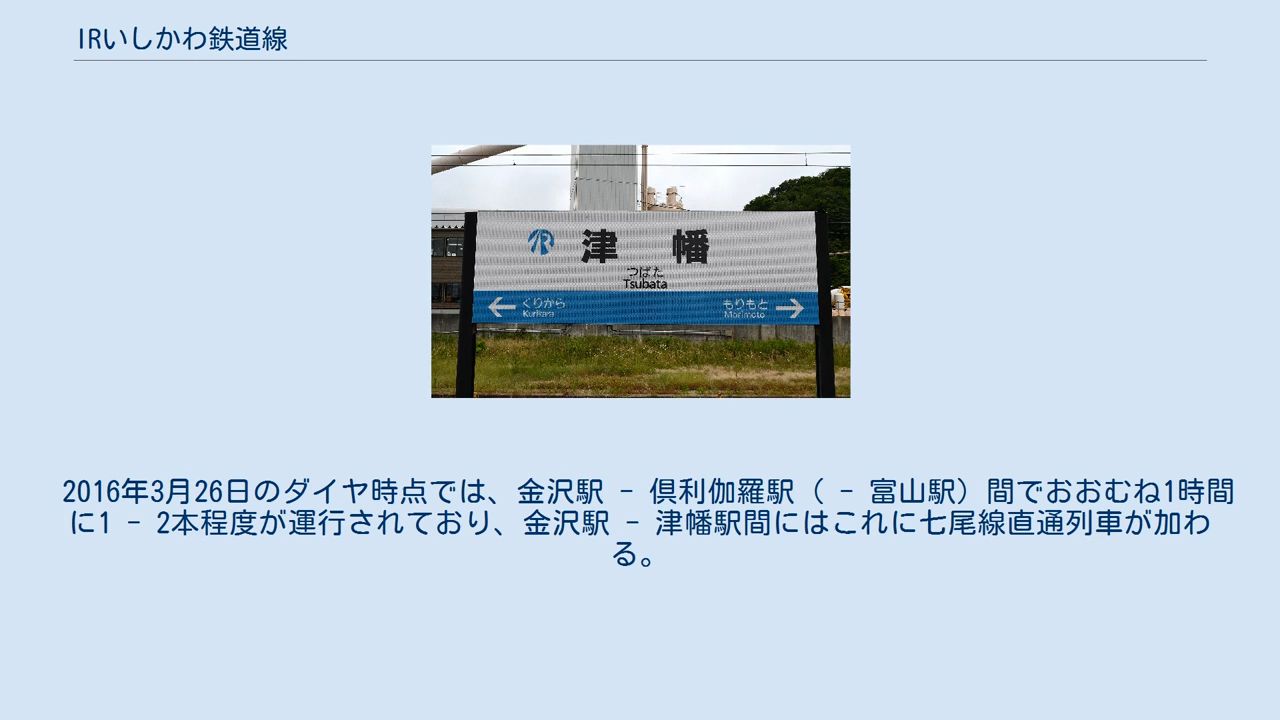 IRいしかわ鉄道線
IR 津 幡
つばた
Tsubata
← くりから もりもと →
Kurikara Morimoto
2016年3月26日のダイヤ時点では、金沢駅 - 倶利伽羅駅（ - 富山駅）間でおおむね1時間
に1 - 2本程度が運行されており、金沢駅 - 津幡駅間にはこれに七尾線直通列車が加わ
る。